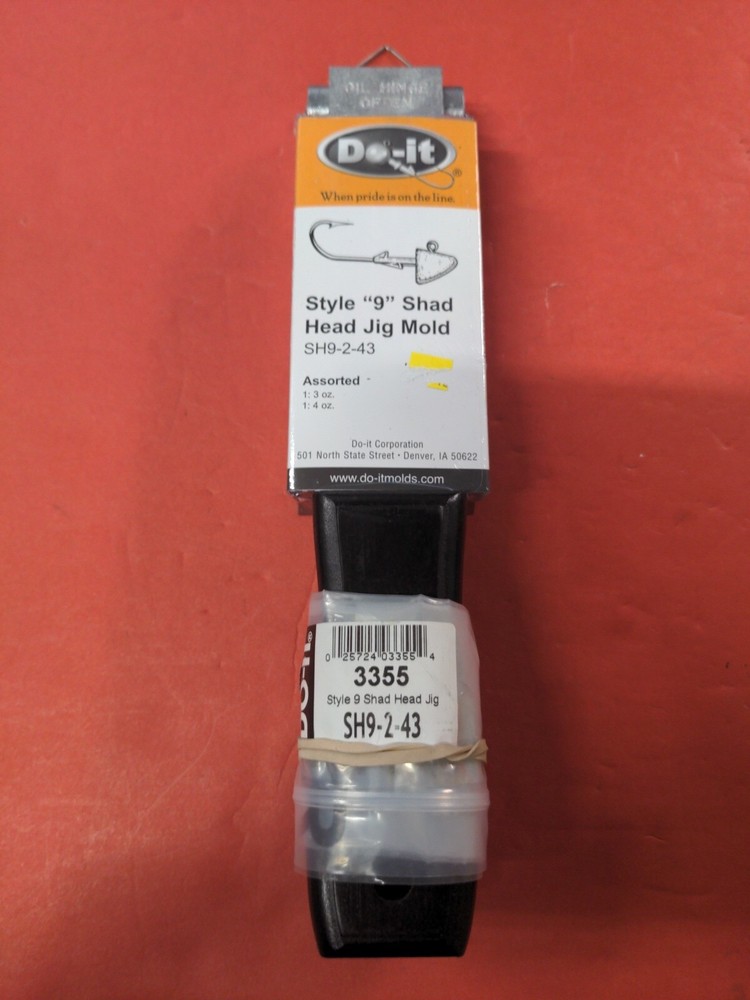 OIL HINGE
OFTEN
Do-it
®
When pride is on the line.
Style “9” Shad
Head Jig Mold
SH9-2-43
Assorted
1: 3 oz.
1: 4 oz.
Do-it Corporation
501 North State Street • Denver, IA 50622
www.do-itmolds.com
0 25724 03355 4
3355
Style 9 Shad Head Jig
SH9-2-43